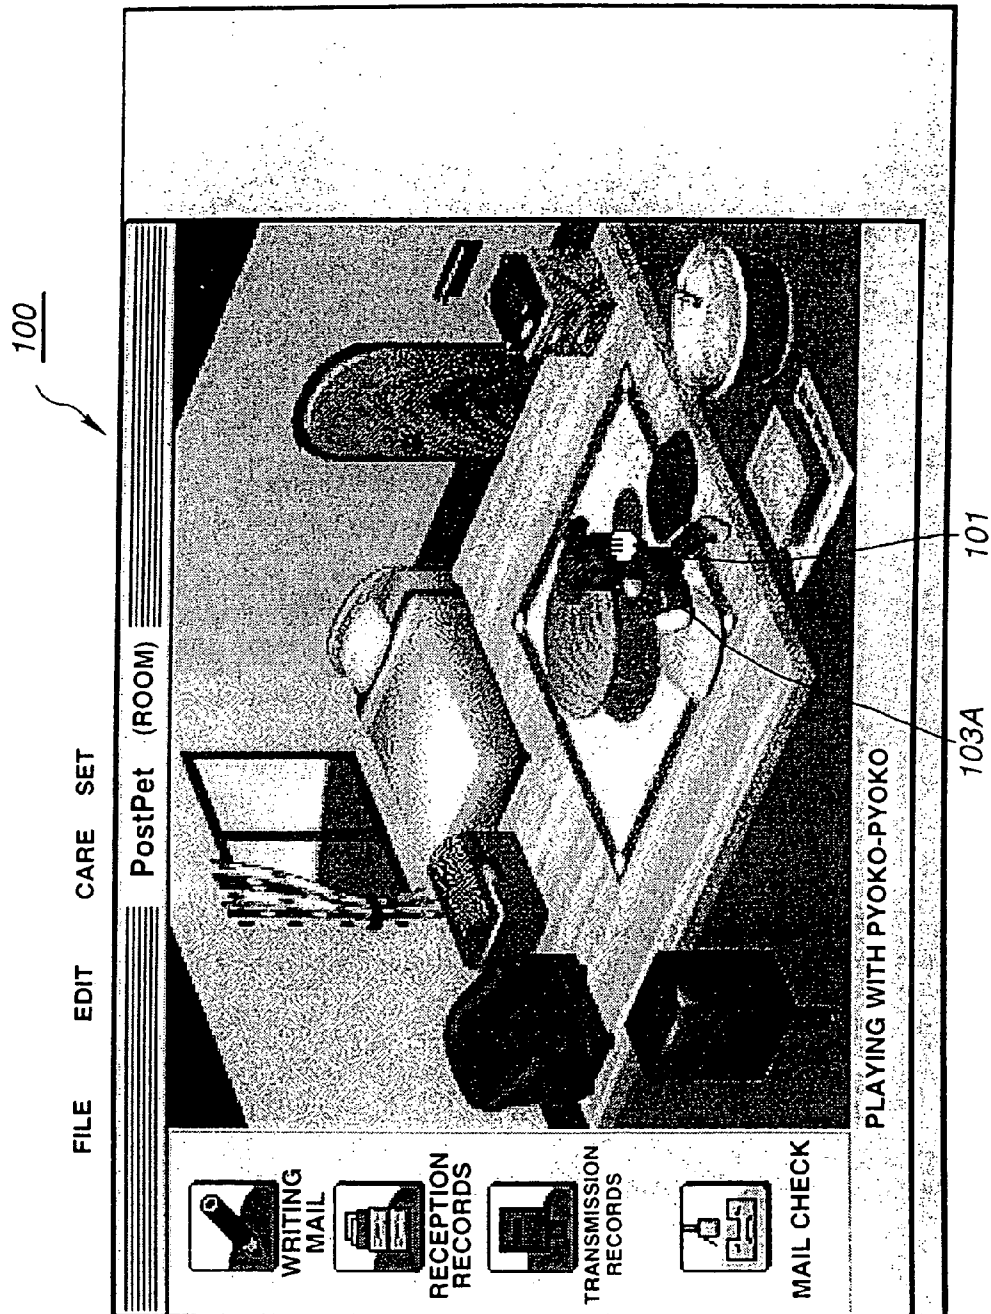 100
FILE EDIT CARE SET
PostPet (ROOM)
WRITING
MAIL
RECEPTION
RECORDS
TRANSMISSION
RECORDS
MAIL CHECK
PLAYING WITH PYOKO-PYOKO
103A
101